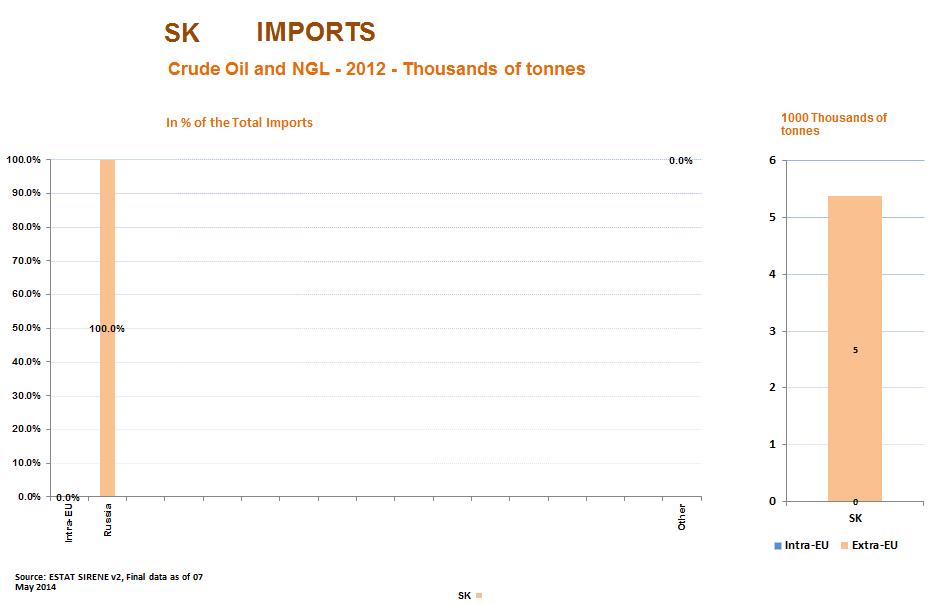 SK IMPORTS
Crude Oil and NGL - 2012 - Thousands of tonnes
In % of the Total Imports
1000 Thousands of
tonnes
100.0%
90.0%
80.0%
70.0%
60.0%
50.0%
40.0%
30.0%
20.0%
10.0%
0.0%
0.0%
100.0%
0.0%
Intra-EU
Russia
Other
6
5
4
3
2
1
0
5
0
SK
Intra-EU Extra-EU
Source: ESTAT SIRENE v2, Final data as of 07
May 2014
SK